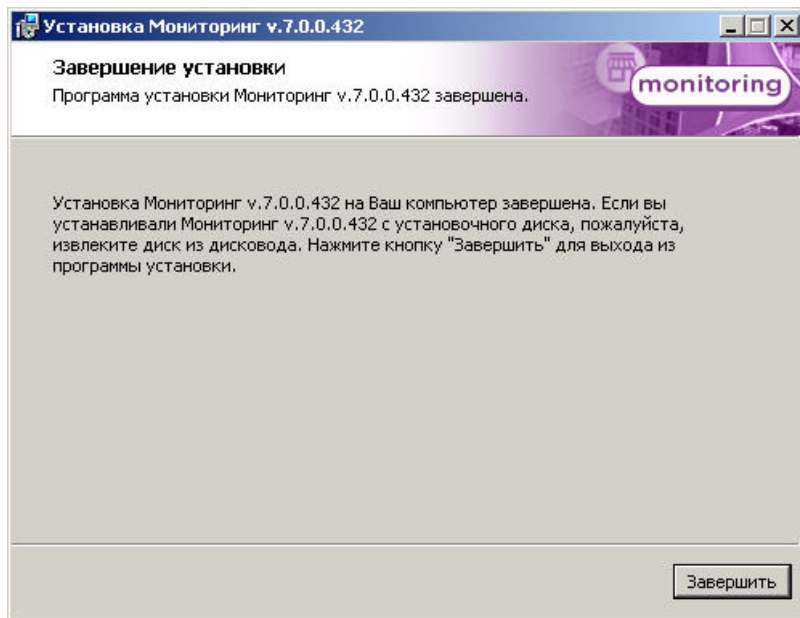 Установка Мониторинг v.7.0.0.432
Завершение установки
Программа установки Мониторинг v.7.0.0.432 завершена.
monitoring
Установка Мониторинг v.7.0.0.432 на Ваш компьютер завершена. Если вы
устанавливали Мониторинг v.7.0.0.432 с установочного диска, пожалуйста,
извлеките диск из дисковода. Нажмите кнопку "Завершить" для выхода из
программы установки.
Завершить